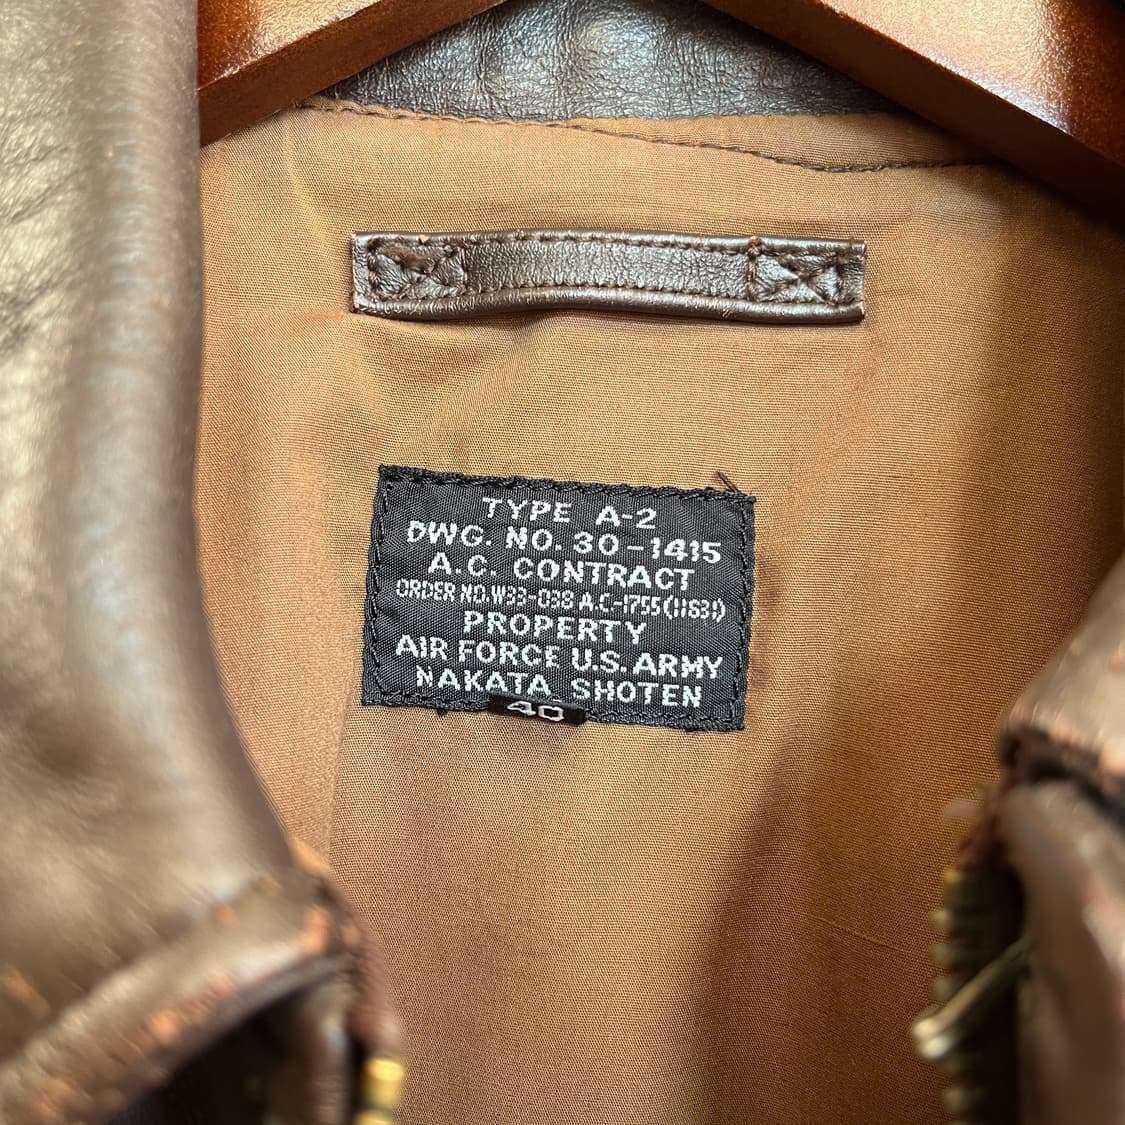 TYPE A-2
DWG. NO. 30-1415
A.C. CONTRACT
ORDER NO.W33-038 A.C-1755(11631)
PROPERTY
AIR FORCE U.S. ARMY
NAKATA SHOTEN
40